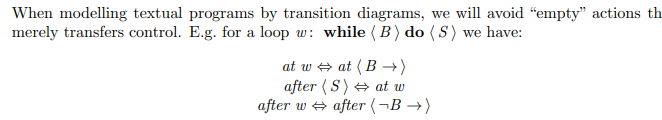 When modelling textual programs by transition diagrams, we will avoid “empty” actions th
merely transfers control. E.g. for a loop w: while ⟨ B ⟩ do ⟨ S ⟩ we have:
at w ⇔ at ⟨ B → ⟩
after ⟨ S ⟩ ⇔ at w
after w ⇔ after ⟨ ¬B → ⟩